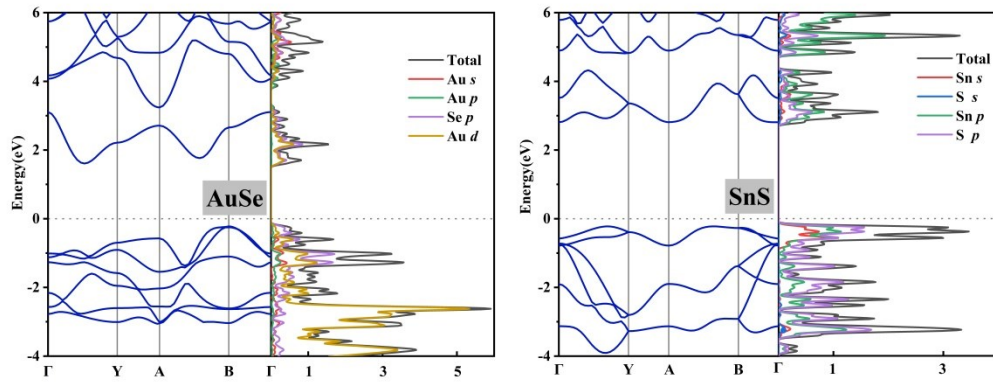 6
4
2
0
-2
-4
Energy(eV)
AuSe
Total
Au s
Au p
Se p
Au d
Γ Y A B Γ 1 3 5
6
4
2
0
-2
-4
Energy(eV)
SnS
Total
Sn s
S s
Sn p
S p
Γ Y A B Γ 1 3